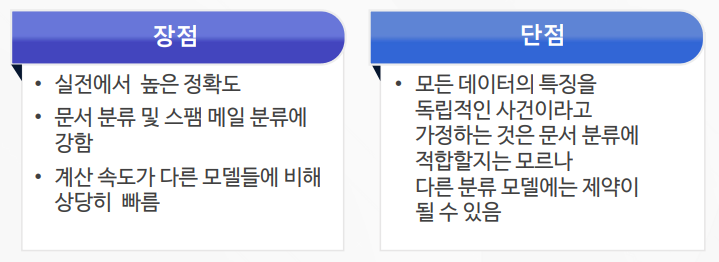 장점
• 실전에서 높은 정확도
• 문서 분류 및 스팸 메일 분류에
강함
• 계산 속도가 다른 모델들에 비해
상당히 빠름
단점
• 모든 데이터의 특징을
독립적인 사건이라고
가정하는 것은 문서 분류에
적합할지는 모르나
다른 분류 모델에는 제약이
될 수 있음